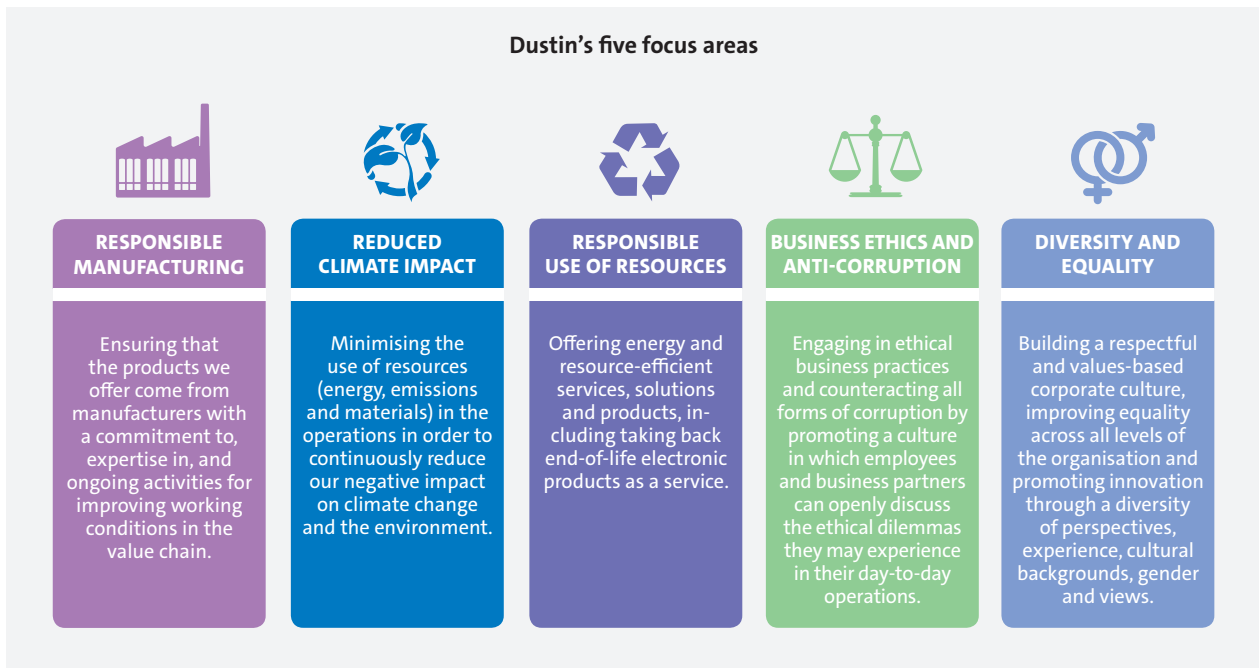 Dustin's five focus areas
RESPONSIBLE
MANUFACTURING
Ensuring that
the products we
offer come from
manufacturers with
a commitment to,
expertise in, and
ongoing activities for
improving working
conditions in the
value chain.
REDUCED
CLIMATE IMPACT
Minimising the
use of resources
(energy, emissions
and materials) in the
operations in order to
continuously reduce
our negative impact
on climate change
and the environment.
RESPONSIBLE
USE OF RESOURCES
Offering energy and
resource-efficient
services, solutions
and products, in-
cluding taking back
end-of-life electronic
products as a service.
BUSINESS ETHICS AND
ANTI-CORRUPTION
Engaging in ethical
business practices
and counteracting all
forms of corruption by
promoting a culture
in which employees
and business partners
can openly discuss
the ethical dilemmas
they may experience
in their day-to-day
operations.
DIVERSITY AND
EQUALITY
Building a respectful
and values-based
corporate culture,
improving equality
across all levels of
the organisation and
promoting innovation
through a diversity
of perspectives,
experience, cultural
backgrounds, gender
and views.